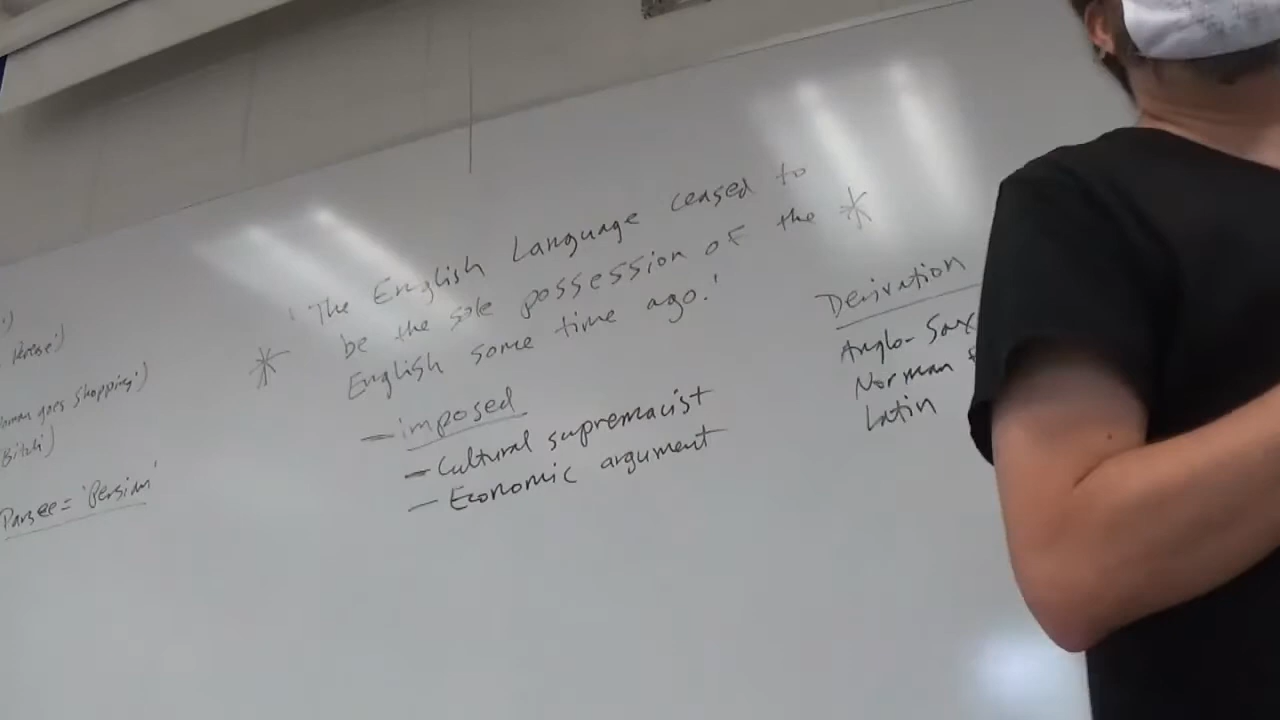 'The English Language ceased to
be the sole possession of the
English some time ago.'
- imposed
- Cultural supremacist
- Economic argument
Derivation
Anglo-Sax
Norman
Latin
goes shopping')
Parsee = 'Persian'